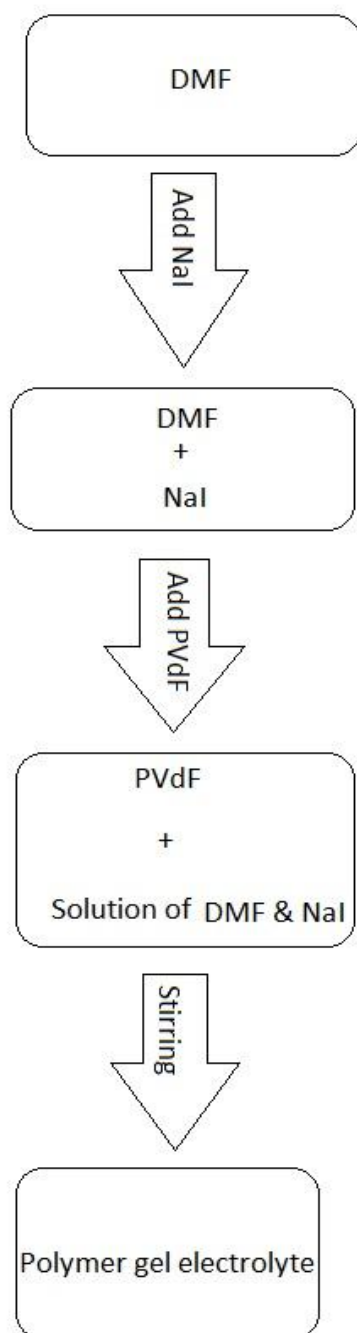 DMF
Add NaI
DMF
+
NaI
Add PVdF
PVdF
+
Solution of DMF & NaI
Stirring
Polymer gel electrolyte